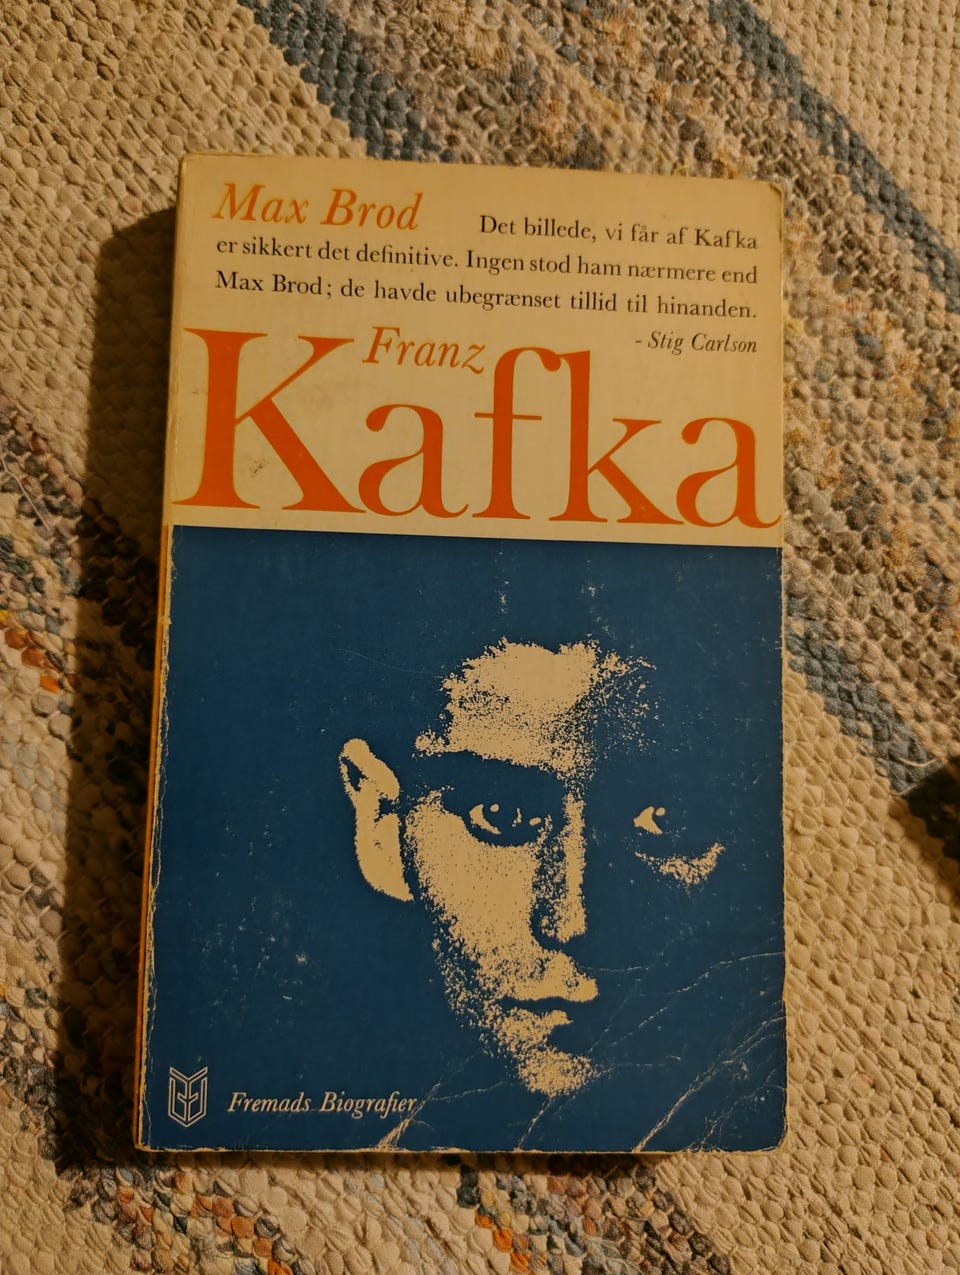 Max Brod Det billede, vi får af Kafka
er sikkert det definitive. Ingen stod ham nærmere end
Max Brod; de havde ubegrænset tillid til hinanden.
- Stig Carlson
Franz
Kafka
Fremads Biografier